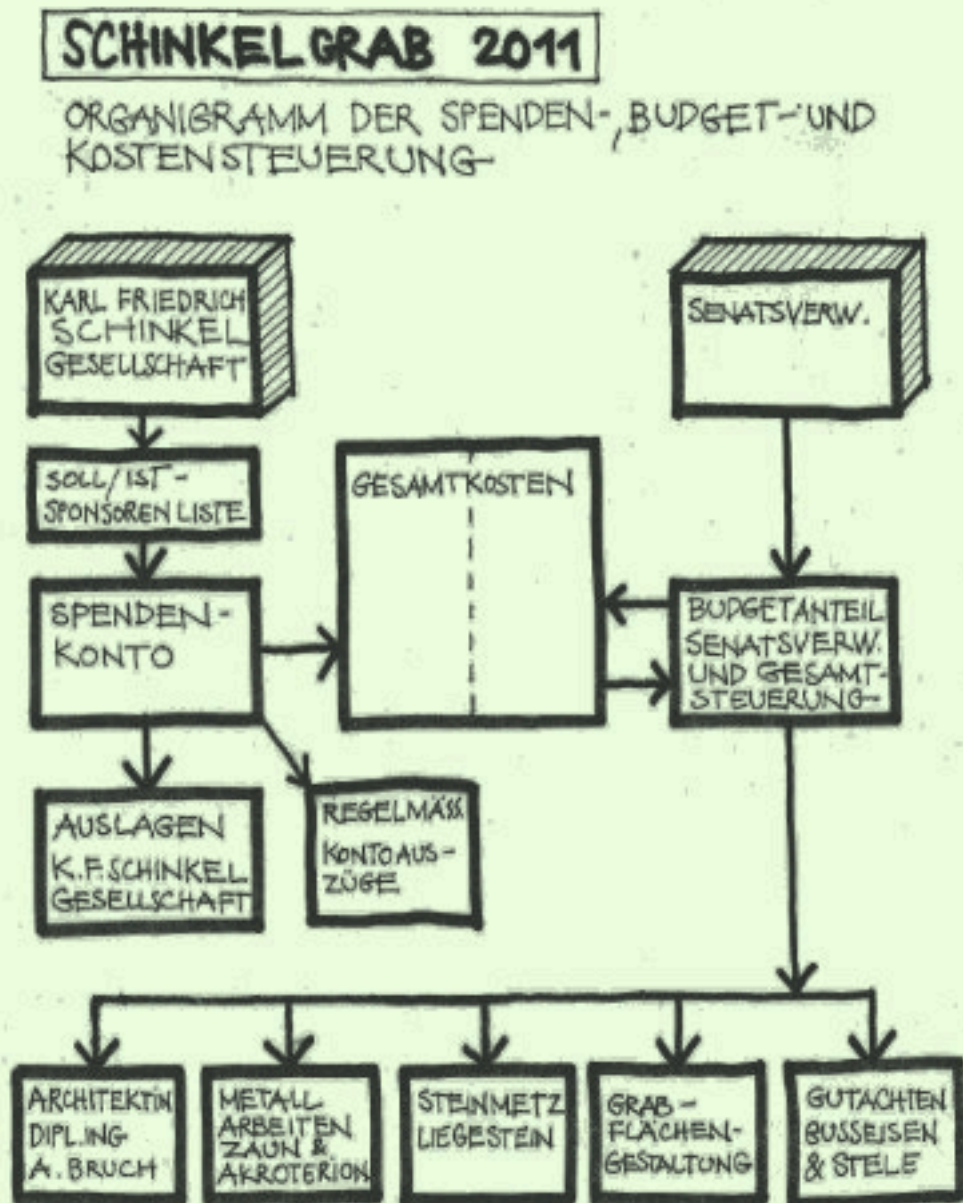 SCHINKELGRAB 2011
ORGANIGRAMM DER SPENDEN-, BUDGET- UND
KOSTENSTEUERUNG
KARL FRIEDRICH
SCHINKEL
GESELLSCHAFT
SENATSVERW.
SOLL/IST-
SPONSOREN LISTE
GESAMTKOSTEN
SPENDEN-
KONTO
BUDGETANTEIL
SENATSVERW.
UND GESAMT-
STEUERUNG
AUSLAGEN
K.F. SCHINKEL
GESELLSCHAFT
REGELMÄSS
KONTOAUS-
ZÜGE
ARCHITEKTIN
DIPL.ING
A. BRUCH
METALL
ARBEITEN
ZAUN &
AKROTERION
STEINMETZ
LIEGESTEIN
GRAB-
FLÄCHEN-
GESTALTUNG
GUTACHTEN
GUSSEISEN
& STELE